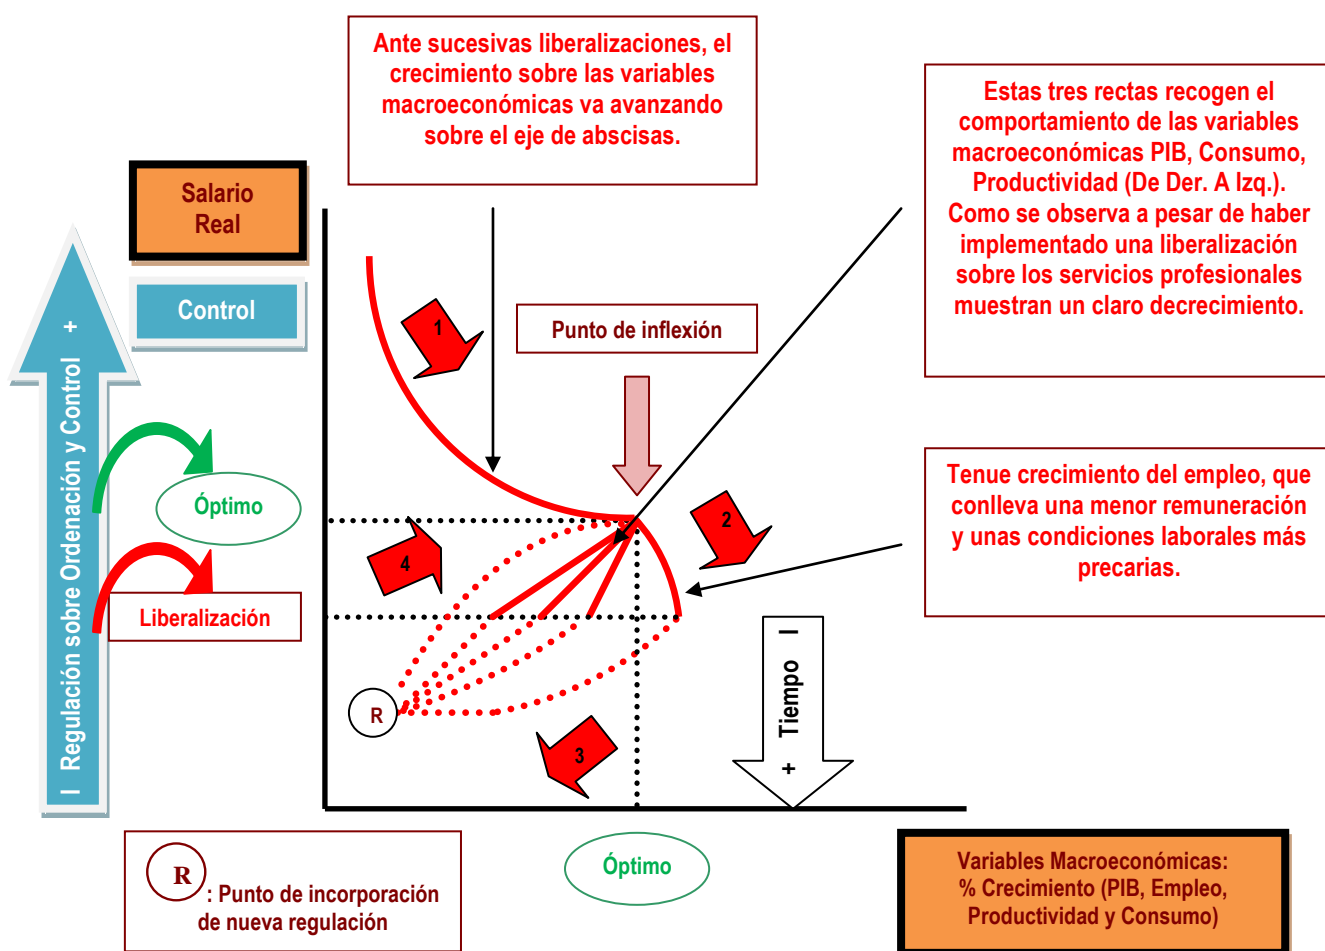 Ante sucesivas liberalizaciones, el
crecimiento sobre las variables
macroeconómicas va avanzando
sobre el eje de abscisas.
Estas tres rectas recogen el
comportamiento de las variables
macroeconómicas PIB, Consumo,
Productividad (De Der. A Izq.).
Como se observa a pesar de haber
implementado una liberalización
sobre los servicios profesionales
muestran un claro decrecimiento.
Salario
Real
Control
I Regulación sobre Ordenación y Control +
1
Punto de inflexión
Óptimo
Liberalización
2
4
Tenue crecimiento del empleo, que
conlleva una menor remuneración
y unas condiciones laborales más
precarias.
+ Tiempo I
R
3
R
: Punto de incorporación
de nueva regulación
Óptimo
Variables Macroeconómicas:
% Crecimiento (PIB, Empleo,
Productividad y Consumo)